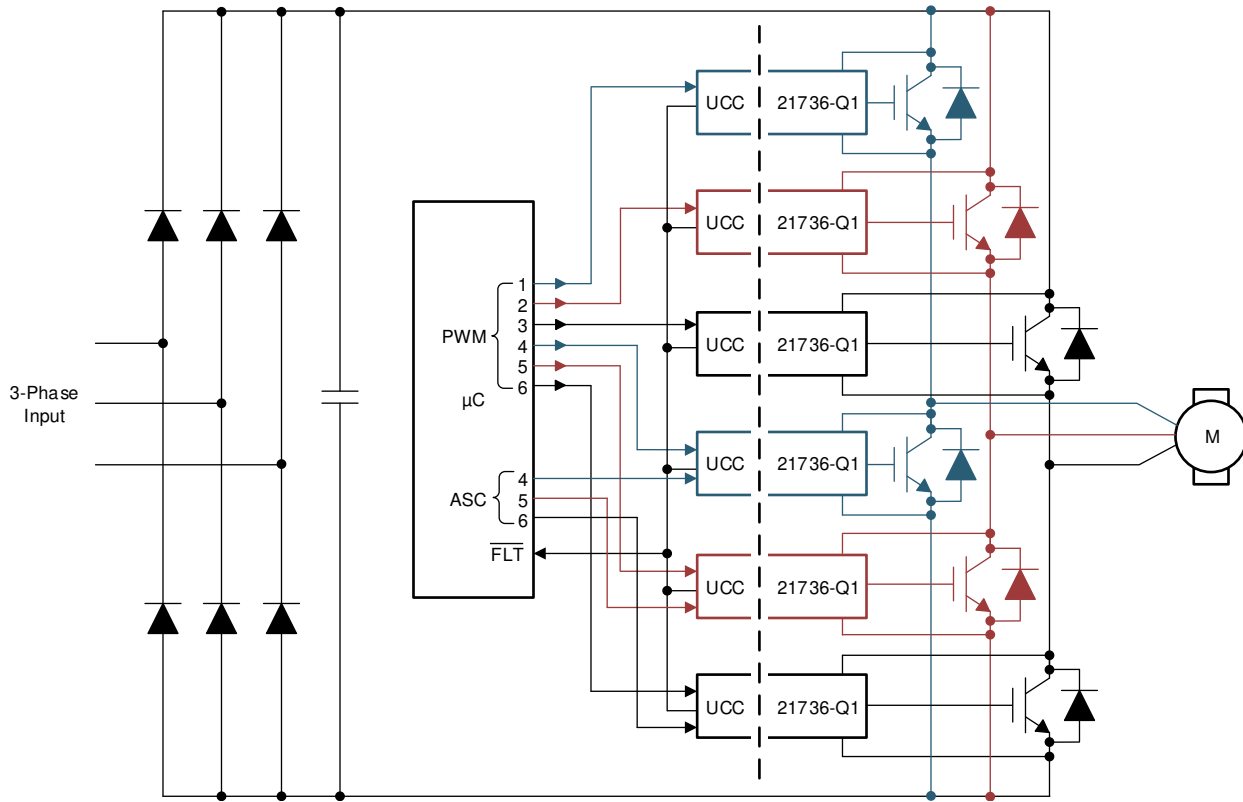 UCC 21736-Q1
UCC 21736-Q1
1
2
PWM 3
4
5
6
µC
UCC 21736-Q1
3-Phase
Input
M
UCC 21736-Q1
ASC 4
5
6
FLT
UCC 21736-Q1
UCC 21736-Q1